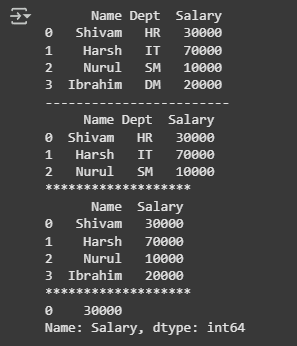 Name Dept  Salary
0   Shivam   HR   30000
1    Harsh   IT   70000
2    Nurul   SM   10000
3  Ibrahim   DM   20000
------------------------
     Name Dept  Salary
0  Shivam   HR   30000
1   Harsh   IT   70000
2   Nurul   SM   10000
*******************
      Name  Salary
0   Shivam   30000
1    Harsh   70000
2    Nurul   10000
3  Ibrahim   20000
*******************
0    30000
Name: Salary, dtype: int64